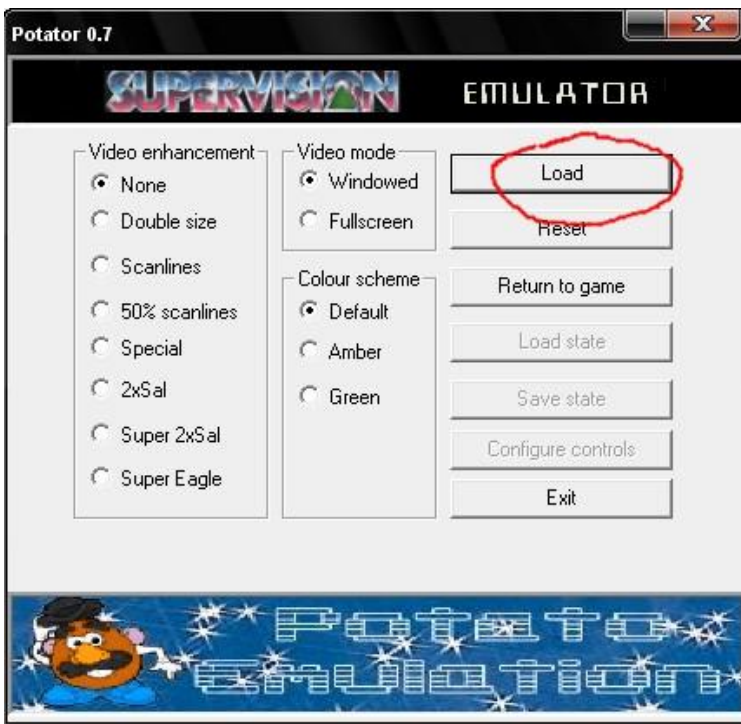 Potator 0.7
SUPERVISION EMULATOR
Video enhancement
None
Double size
Scanlines
50% scanlines
Special
2xSal
Super 2xSal
Super Eagle
Video mode
Windowed
Fullscreen
Colour scheme
Default
Amber
Green
Load
Reset
Return to game
Load state
Save state
Configure controls
Exit
Potato
Emulation